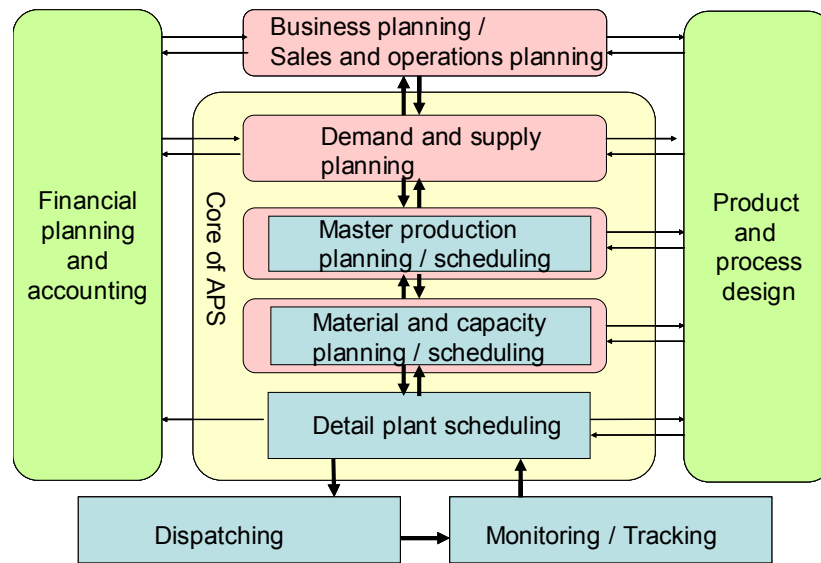 Business planning /
Sales and operations planning
Demand and supply
planning
Core of APS
Financial
planning
and
accounting
Master production
planning / scheduling
Product
and
process
design
Material and capacity
planning / scheduling
Detail plant scheduling
Dispatching
Monitoring / Tracking